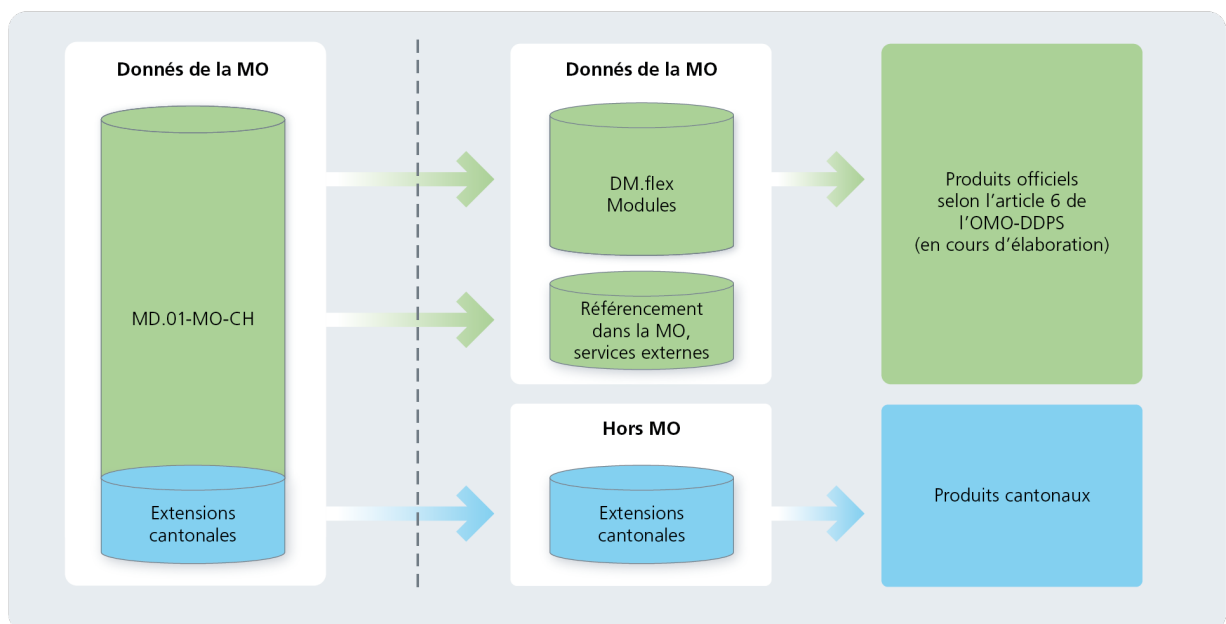 Donnés de la MO
MD.01-MO-CH
Extensions
cantonales
Donnés de la MO
DM.flex
Modules
Référencement
dans la MO,
services externes
Hors MO
Extensions
cantonales
Produits officiels
selon l’article 6 de
l’OMO-DDPS
(en cours d’élaboration)
Produits cantonaux